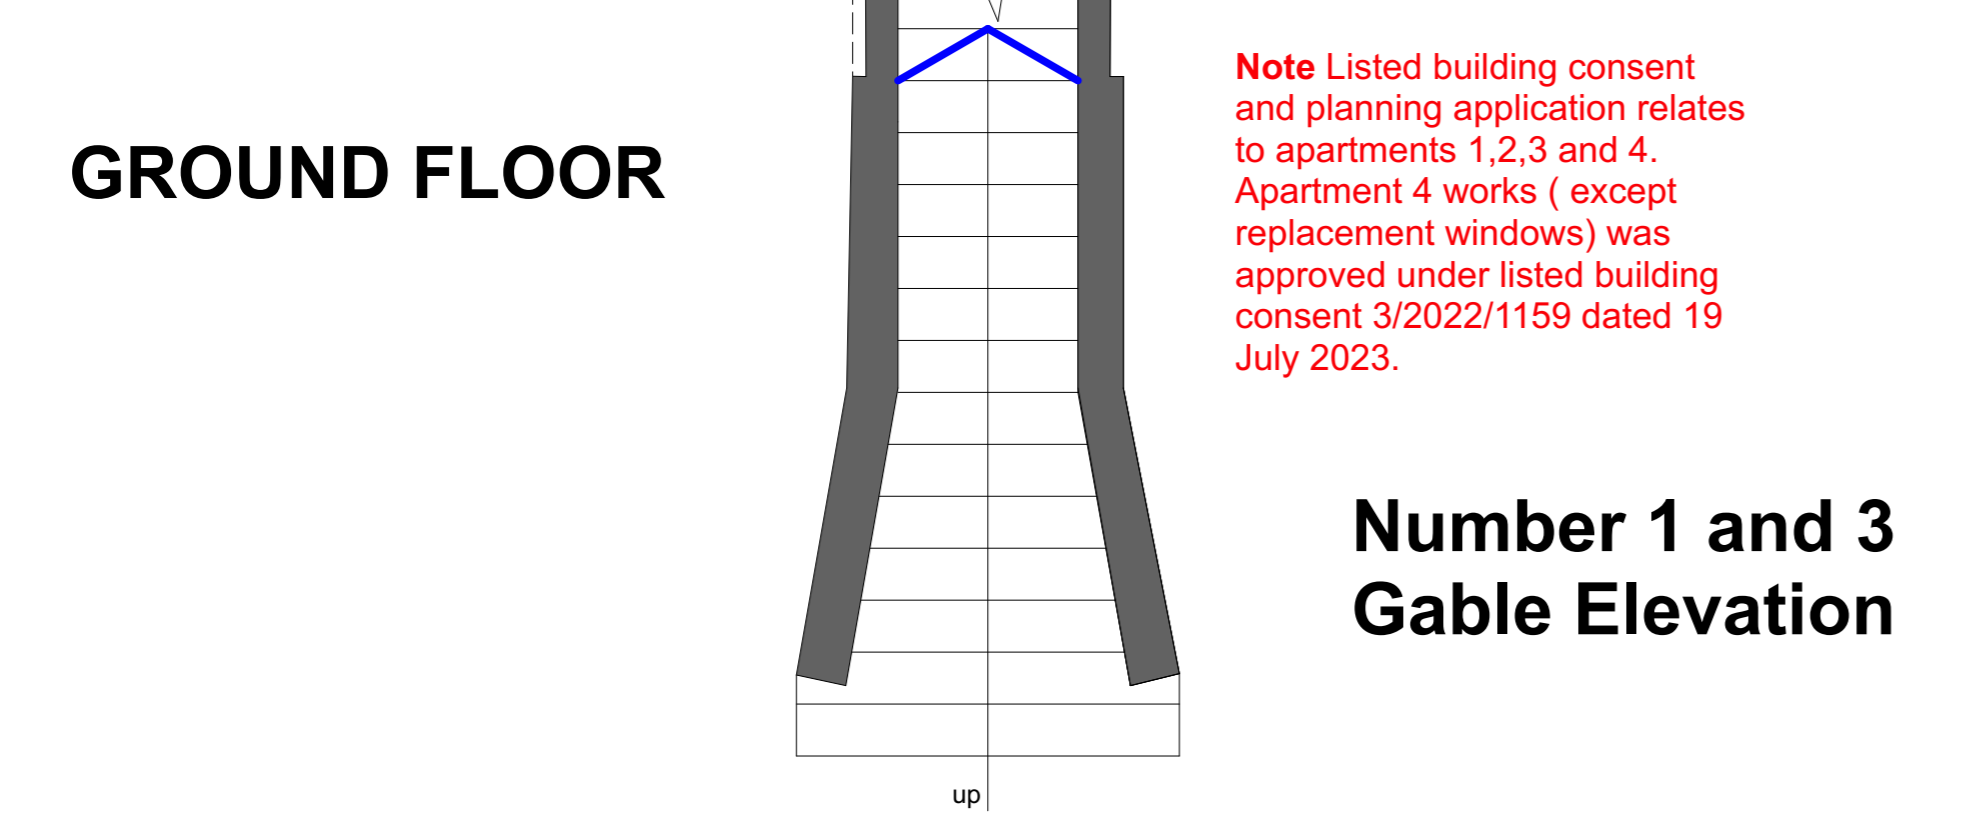 GROUND FLOOR
Note Listed building consent
and planning application relates
to apartments 1,2,3 and 4.
Apartment 4 works ( except
replacement windows) was
approved under listed building
consent 3/2022/1159 dated 19
July 2023.
Number 1 and 3
Gable Elevation
up